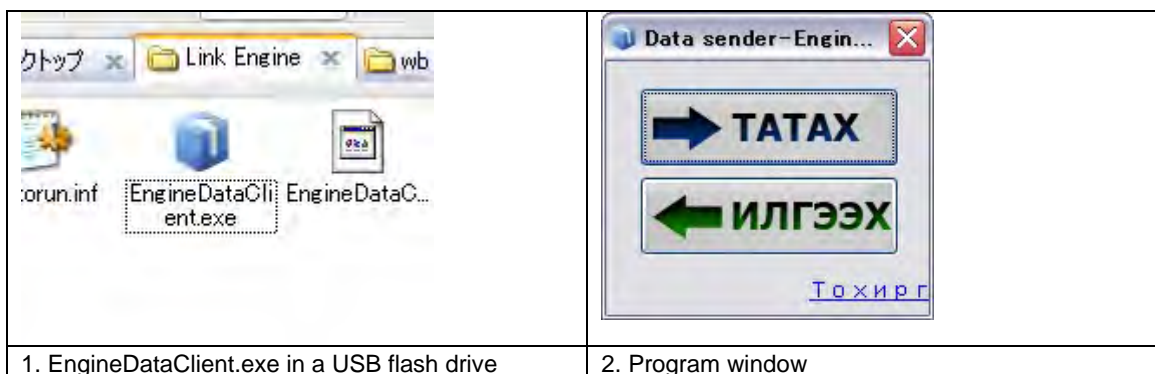 クトップ Link Engine wb
orun.inf EngineDataCli EngineDataC...
ent.exe
Data sender-Engin...
ТАТАХ
ИЛГЭЭХ
Тохирг
1. EngineDataClient.exe in a USB flash drive
2. Program window